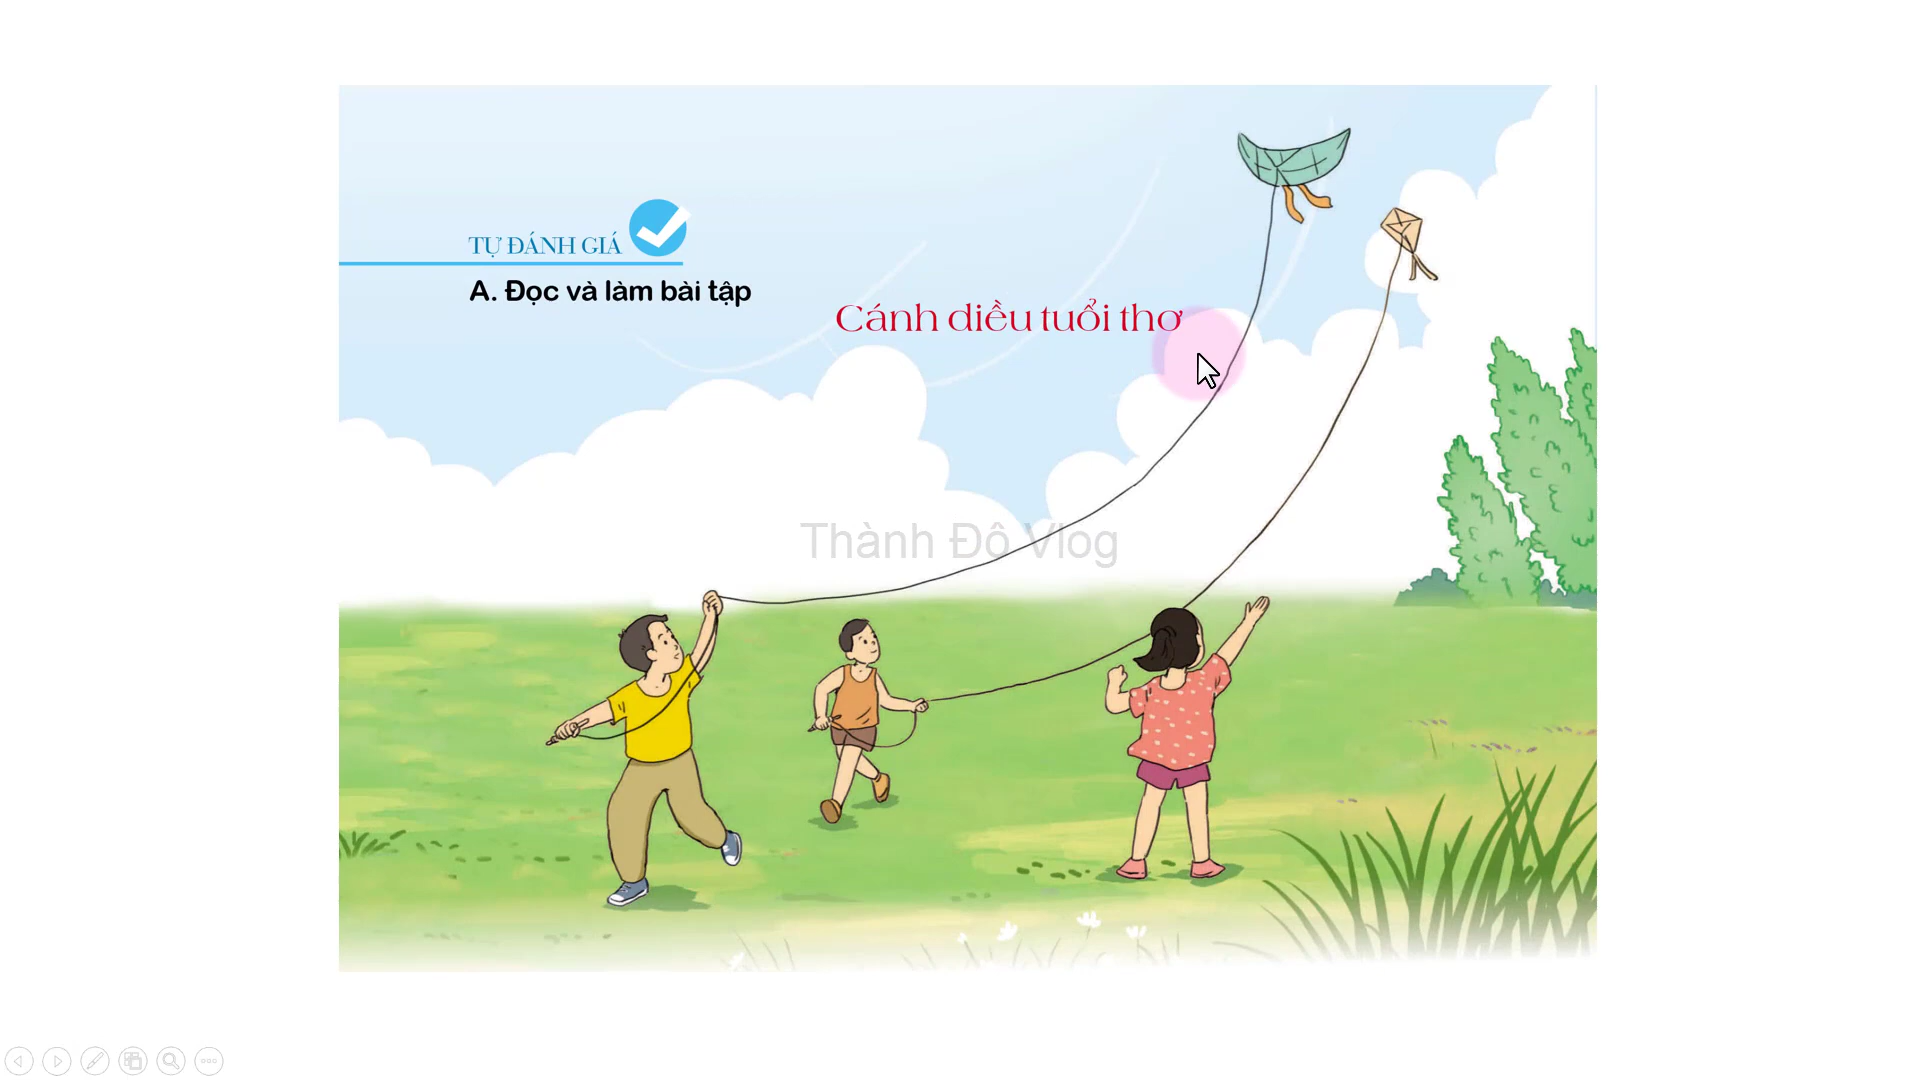 TỰ ĐÁNH GIÁ
A. Đọc và làm bài tập
Cánh diều tuổi thơ
Thành Đô Vlog